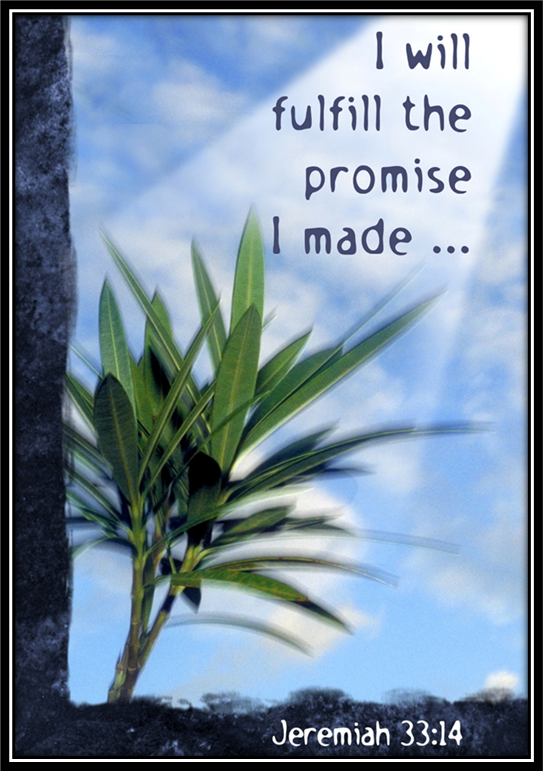 I will
fulfill the
promise
I made ...
Jeremiah 33:14